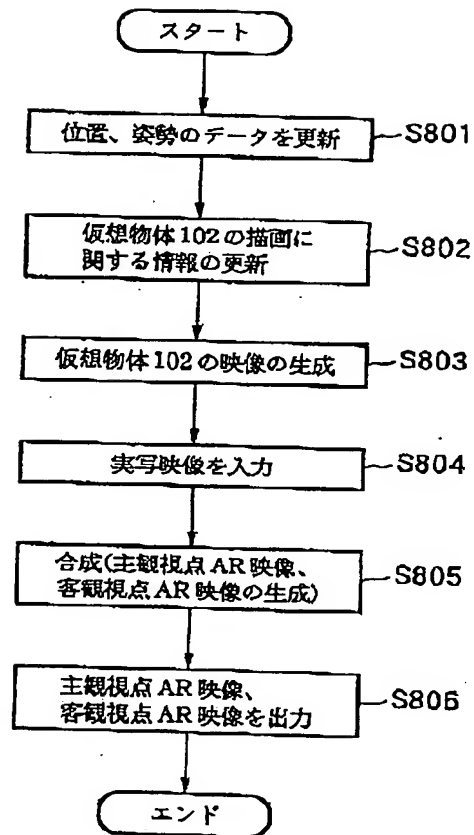 スタート
位置、姿勢のデータを更新
S801
仮想物体102の描画に
関する情報の更新
S802
仮想物体102の映像の生成
S803
実写映像を入力
S804
合成(主観視点AR映像、
客観視点AR映像の生成)
S805
主観視点AR映像、
客観視点AR映像を出力
S806
エンド